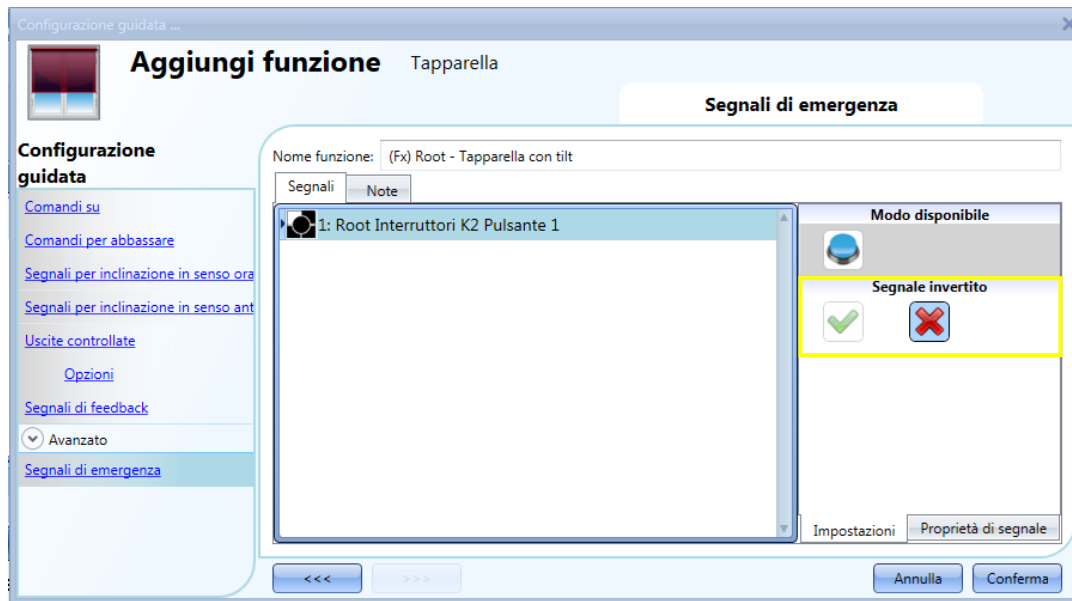 Configurazione guidata ...
Aggiungi funzione Tapparella
Segnali di emergenza
Configurazione
guidata
Comandi su
Comandi per abbassare
Segnali per inclinazione in senso ora
Segnali per inclinazione in senso ant
Uscite controllate
Opzioni
Segnali di feedback
Avanzato
Segnali di emergenza
Nome funzione: (Fx) Root - Tapparella con tilt
Segnali Note
1: Root Interruttori K2 Pulsante 1
Modo disponibile
Segnale invertito
Impostazioni Proprietà di segnale
<<< >>> Annulla Conferma